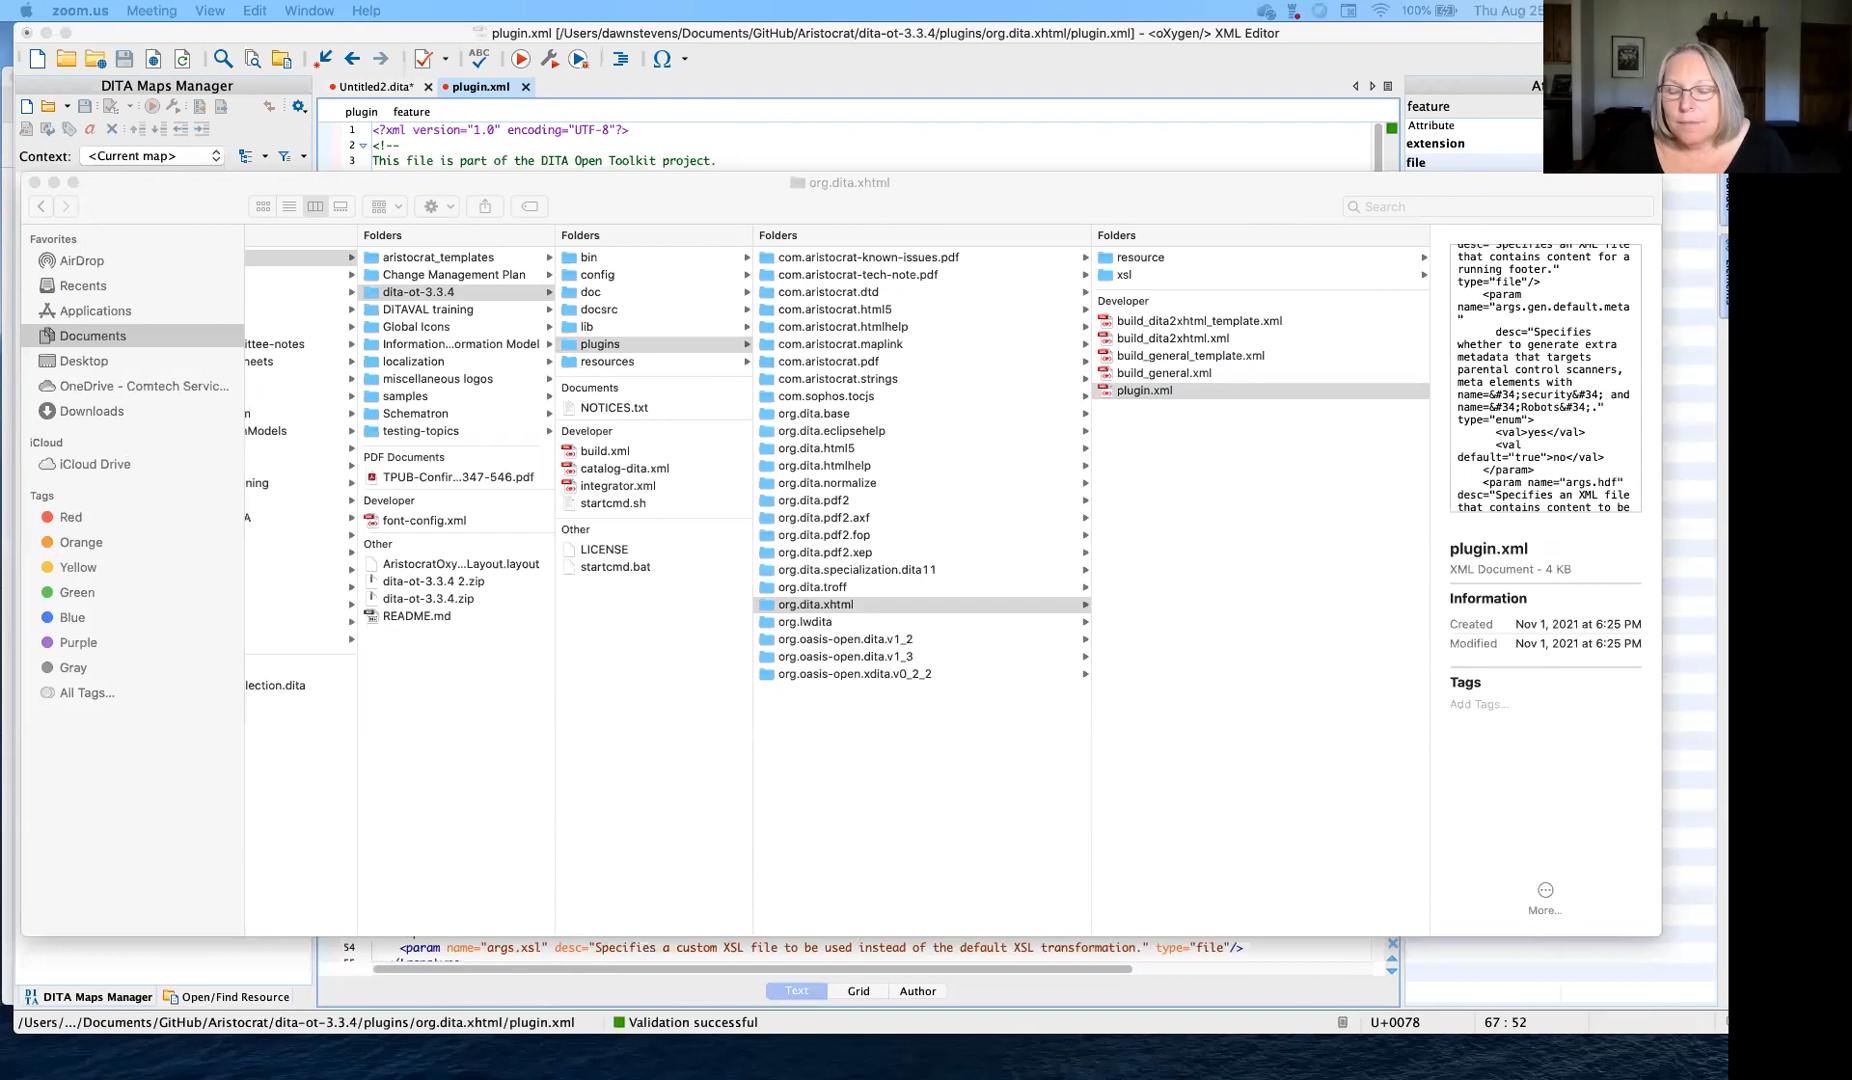 zoom.us Meeting View Edit Window Help 100% Thu Aug 25
plugin.xml [/Users/dawnstevens/Documents/GitHub/Aristocrat/dita-ot-3.3.4/plugins/org.dita.xhtml/plugin.xml] - <oXygen/> XML Editor
DITA Maps Manager
Untitled2.dita* plugin.xml
plugin feature
feature
Attribute
extension
file
Context: <Current map>
1 <?xml version="1.0" encoding="UTF-8"?>
2 <!--
3 This file is part of the DITA Open Toolkit project.
org.dita.xhtml
Search
Favorites
AirDrop
Recents
Applications
Documents
Desktop
OneDrive - Comtech Servic...
Downloads
iCloud
iCloud Drive
Tags
Red
Orange
Yellow
Green
Blue
Purple
Gray
All Tags...
ittee-notes
heets
nModels
ning
A
lection.dita
Folders
aristocrat_templates
Change Management Plan
dita-ot-3.3.4
DITAVAL training
Global Icons
Information...ormation Model
localization
miscellaneous logos
samples
Schematron
testing-topics
PDF Documents
TPUB-Confir...347-546.pdf
Developer
font-config.xml
Other
AristocratOxy...Layout.layout
dita-ot-3.3.4 2.zip
dita-ot-3.3.4.zip
README.md
Folders
bin
config
doc
docsrc
lib
plugins
resources
Documents
NOTICES.txt
Developer
build.xml
catalog-dita.xml
integrator.xml
startcmd.sh
Other
LICENSE
startcmd.bat
Folders
com.aristocrat-known-issues.pdf
com.aristocrat-tech-note.pdf
com.aristocrat.dtd
com.aristocrat.html5
com.aristocrat.htmlhelp
com.aristocrat.maplink
com.aristocrat.pdf
com.aristocrat.strings
com.sophos.tocjs
org.dita.base
org.dita.eclipsehelp
org.dita.html5
org.dita.htmlhelp
org.dita.normalize
org.dita.pdf2
org.dita.pdf2.axf
org.dita.pdf2.fop
org.dita.pdf2.xep
org.dita.specialization.dita11
org.dita.troff
org.dita.xhtml
org.lwdita
org.oasis-open.dita.v1_2
org.oasis-open.dita.v1_3
org.oasis-open.xdita.v0_2_2
Folders
resource
xsl
Developer
build_dita2xhtml_template.xml
build_dita2xhtml.xml
build_general_template.xml
build_general.xml
plugin.xml
desc="Specifies an XML file
that contains content for a
running footer."
type="file"/>
<param
name="args.gen.default.meta
"
desc="Specifies
whether to generate extra
metadata that targets
parental control scanners,
meta elements with
name=&#34;security&#34; and
name=&#34;Robots&#34;."
type="enum">
<val>yes</val>
<val
default="true">no</val>
</param>
<param name="args.hdf"
desc="Specifies an XML file
that contains content to be
plugin.xml
XML Document - 4 KB
Information
Created Nov 1, 2021 at 6:25 PM
Modified Nov 1, 2021 at 6:25 PM
Tags
Add Tags...
More...
54 <param name="args.xsl" desc="Specifies a custom XSL file to be used instead of the default XSL transformation." type="file"/>
Text Grid Author
DITA Maps Manager Open/Find Resource
/Users/.../Documents/GitHub/Aristocrat/dita-ot-3.3.4/plugins/org.dita.xhtml/plugin.xml Validation successful U+0078 67 : 52